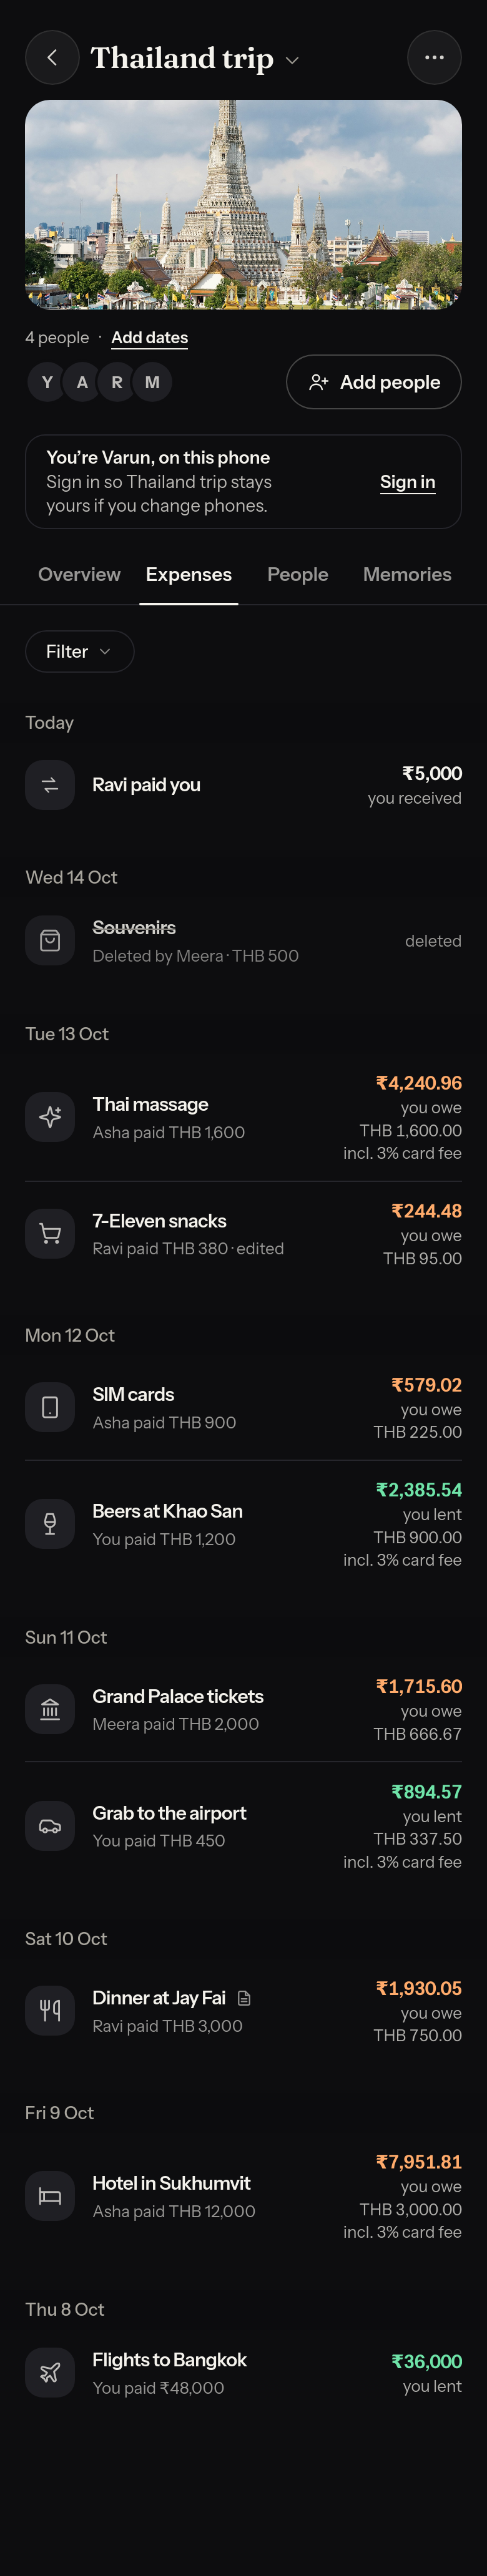 Thailand trip
4 people · Add dates
Y A R M
Add people
You’re Varun, on this phone
Sign in so Thailand trip stays
yours if you change phones.
Sign in
Overview Expenses People Memories
Filter
Today
Ravi paid you
₹5,000
you received
Wed 14 Oct
Souvenirs
Deleted by Meera · THB 500
deleted
Tue 13 Oct
Thai massage
Asha paid THB 1,600
₹4,240.96
you owe
THB 1,600.00
incl. 3% card fee
7-Eleven snacks
Ravi paid THB 380 · edited
₹244.48
you owe
THB 95.00
Mon 12 Oct
SIM cards
Asha paid THB 900
₹579.02
you owe
THB 225.00
Beers at Khao San
You paid THB 1,200
₹2,385.54
you lent
THB 900.00
incl. 3% card fee
Sun 11 Oct
Grand Palace tickets
Meera paid THB 2,000
₹1,715.60
you owe
THB 666.67
Grab to the airport
You paid THB 450
₹894.57
you lent
THB 337.50
incl. 3% card fee
Sat 10 Oct
Dinner at Jay Fai
Ravi paid THB 3,000
₹1,930.05
you owe
THB 750.00
Fri 9 Oct
Hotel in Sukhumvit
Asha paid THB 12,000
₹7,951.81
you owe
THB 3,000.00
incl. 3% card fee
Thu 8 Oct
Flights to Bangkok
You paid ₹48,000
₹36,000
you lent